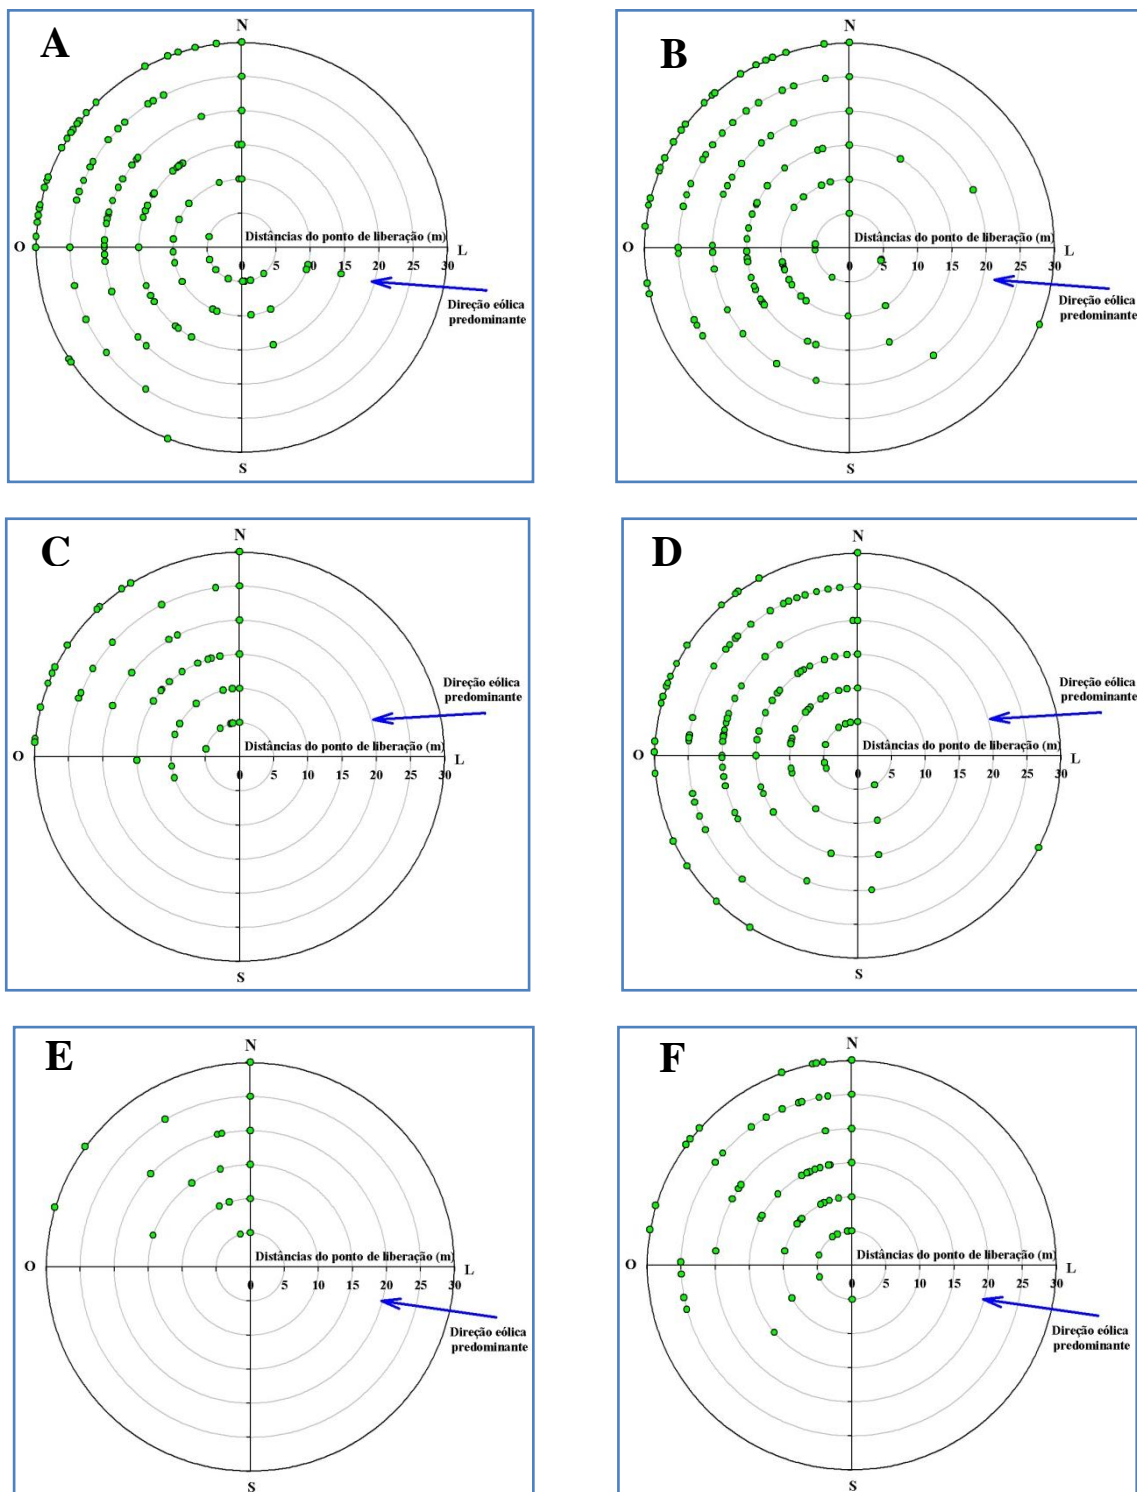 A
N
O
Distâncias do ponto de liberação (m)
L
0 5 10 15 20 25 30
Direção eólica
predominante
S
B
N
O
Distâncias do ponto de liberação (m)
L
0 5 10 15 20 25 30
Direção eólica
predominante
S
C
N
Direção eólica
predominante
O
Distâncias do ponto de liberação (m)
L
0 5 10 15 20 25 30
S
D
N
Direção eólica
predominante
O
Distâncias do ponto de liberação (m)
L
0 5 10 15 20 25 30
S
E
N
O
Distâncias do ponto de liberação (m)
L
0 5 10 15 20 25 30
Direção eólica
predominante
S
F
N
O
Distâncias do ponto de liberação (m)
L
0 5 10 15 20 25 30
Direção eólica
predominante
S